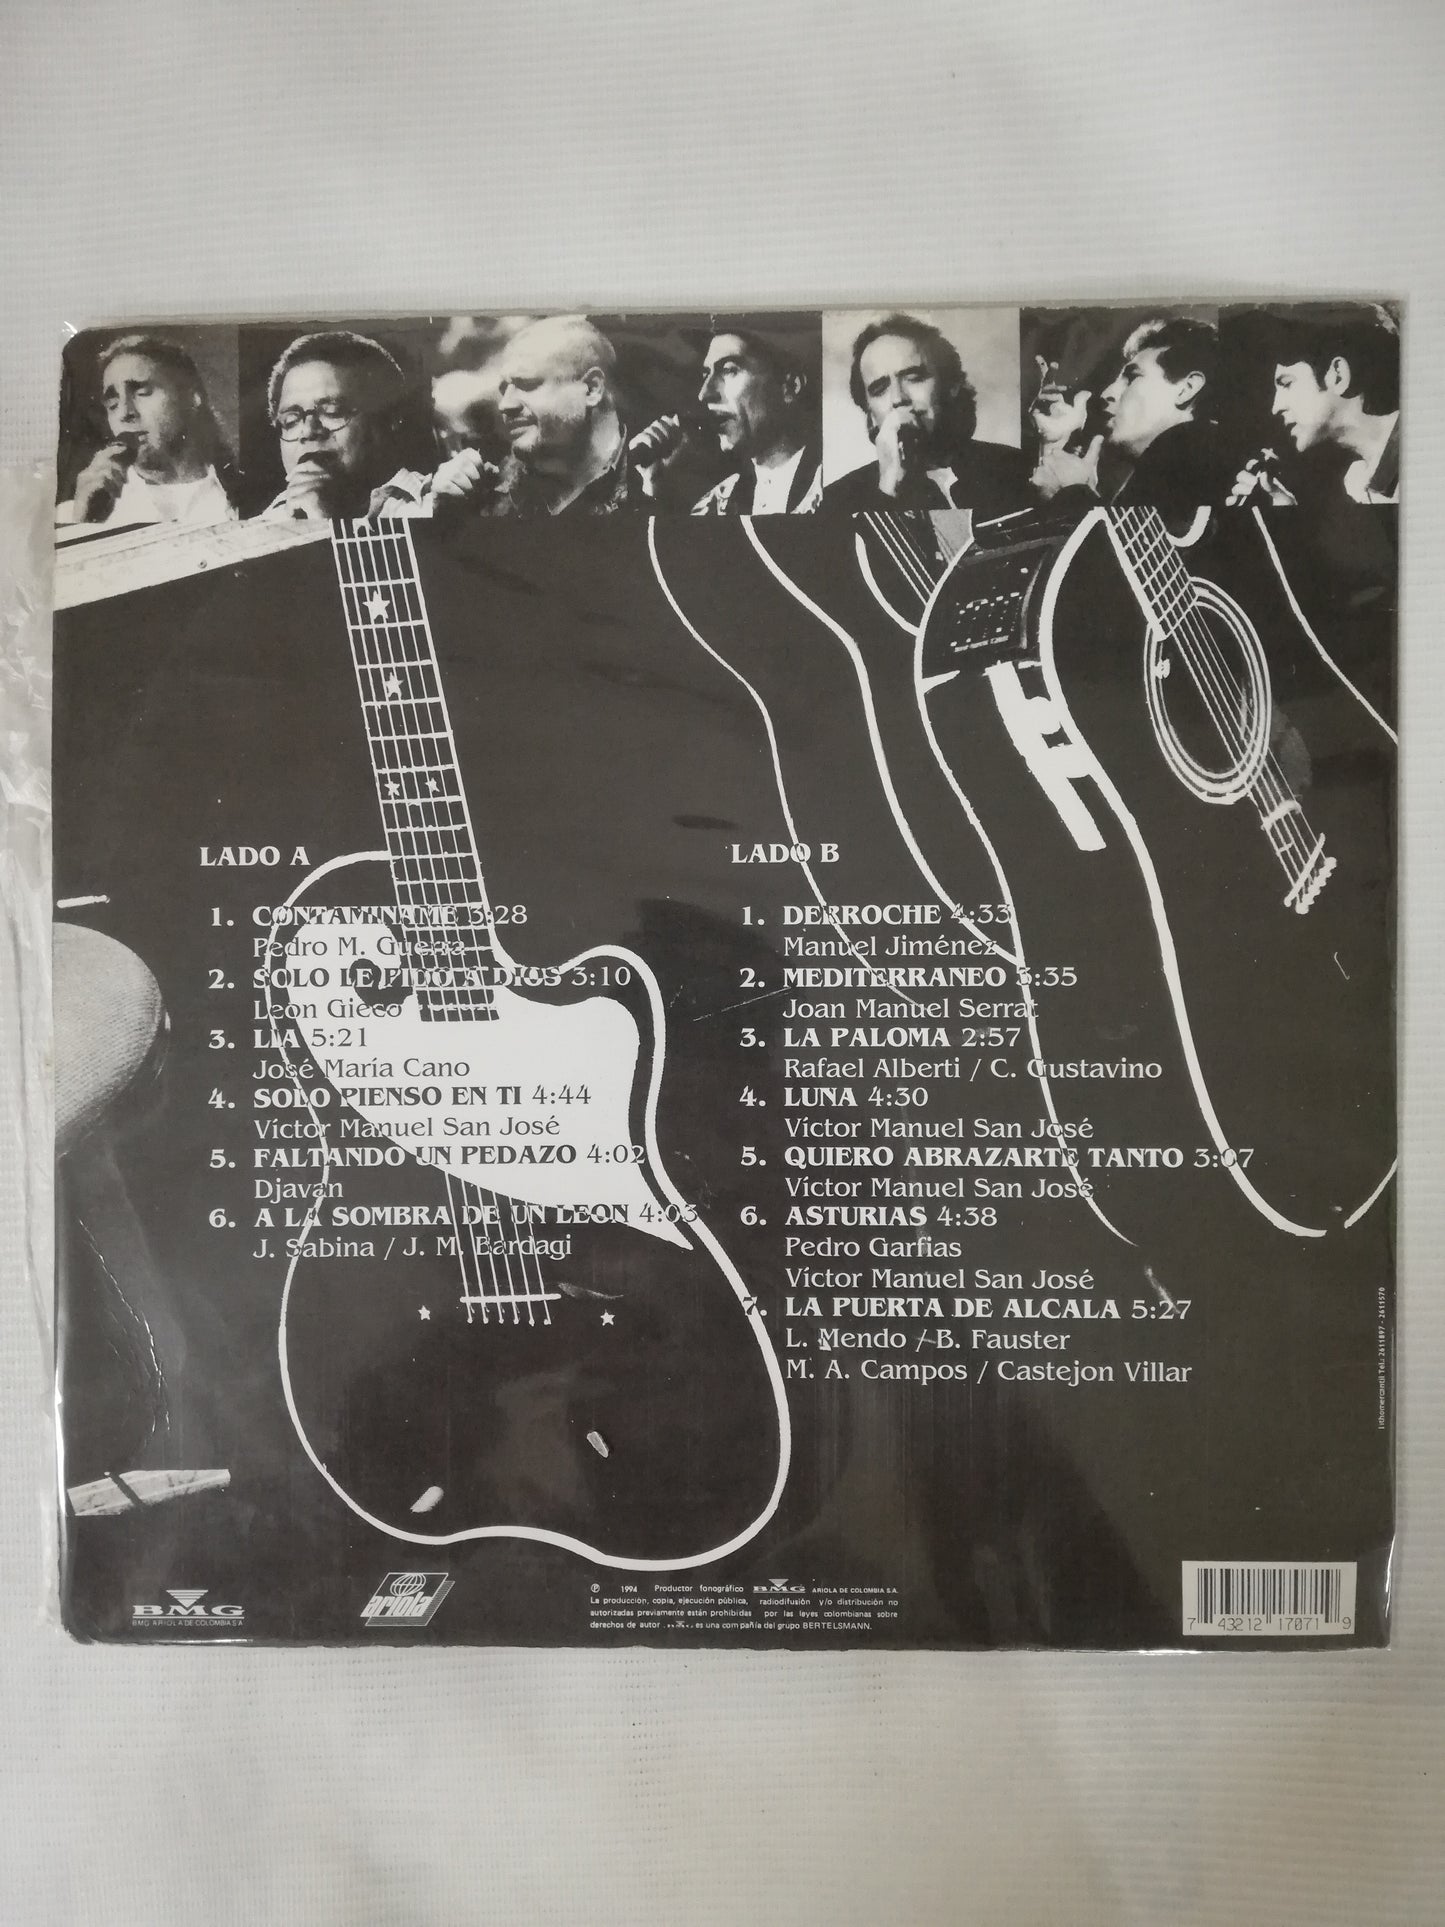 LADO A
1. CONTAMINAME 3:28
Pedro M. Guerra
2. SOLO LE PIDO A DIOS 3:10
Leon Gieco
3. LIA 5:21
José María Cano
4. SOLO PIENSO EN TI 4:44
Víctor Manuel San José
5. FALTANDO UN PEDAZO 4:02
Djavan
6. A LA SOMBRA DE UN LEON 4:03
J. Sabina / J. M. Bardagi
LADO B
1. DERROCHE 4:33
Manuel Jiménez
2. MEDITERRANEO 3:35
Joan Manuel Serrat
3. LA PALOMA 2:57
Rafael Alberti / C. Gustavino
4. LUNA 4:30
Víctor Manuel San José
5. QUIERO ABRAZARTE TANTO 3:07
Víctor Manuel San José
6. ASTURIAS 4:38
Pedro Garfias
Víctor Manuel San José
7. LA PUERTA DE ALCALA 5:27
L. Mendo / B. Fauster
M. A. Campos / Castejon Villar
Lithomercantil Tel.: 2611897 - 2611570
BMG
BMG ARIOLA DE COLOMBIA S A
ariola
℗ 1994 Productor fonográfico BMG ARIOLA DE COLOMBIA S.A.
La producción, copia, ejecución pública, radiodifusión y/o distribución no
autorizadas previamente están prohibidas por las leyes colombianas sobre
derechos de autor. BMG es una compañía del grupo BERTELSMANN.
7 43212 17071 9